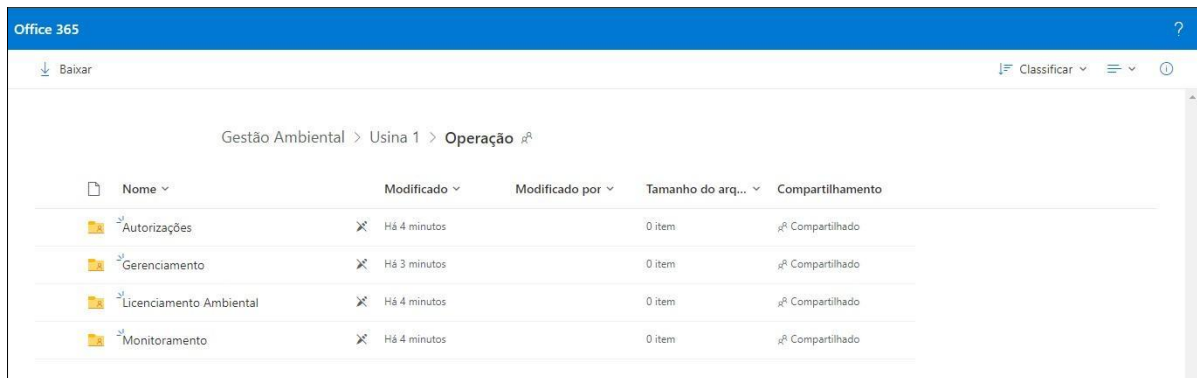 Office 365 ?
Baixar Classificar
Gestão Ambiental > Usina 1 > Operação
Nome Modificado Modificado por Tamanho do arq... Compartilhamento
Autorizações Há 4 minutos 0 item Compartilhado
Gerenciamento Há 3 minutos 0 item Compartilhado
Licenciamento Ambiental Há 4 minutos 0 item Compartilhado
Monitoramento Há 4 minutos 0 item Compartilhado